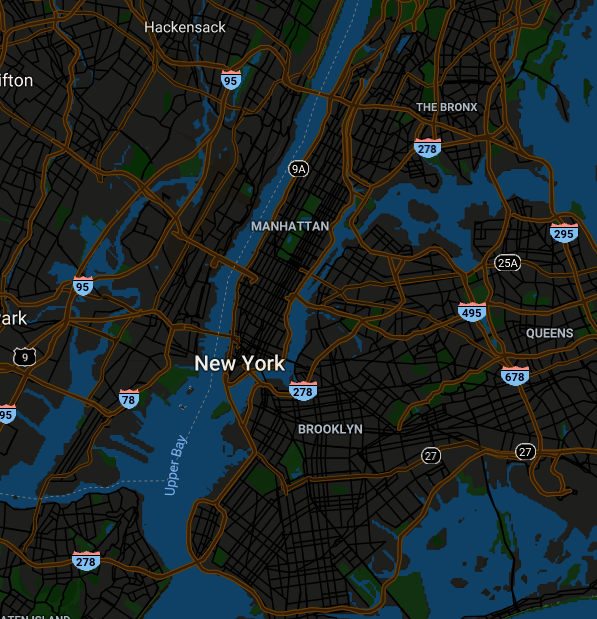 Hackensack
95
ifton
THE BRONX
278
9A
MANHATTAN
295
25A
95
495
ark
QUEENS
9
New York
678
278
78
95
BROOKLYN
27
27
Upper Bay
278
ATEN ISLAND